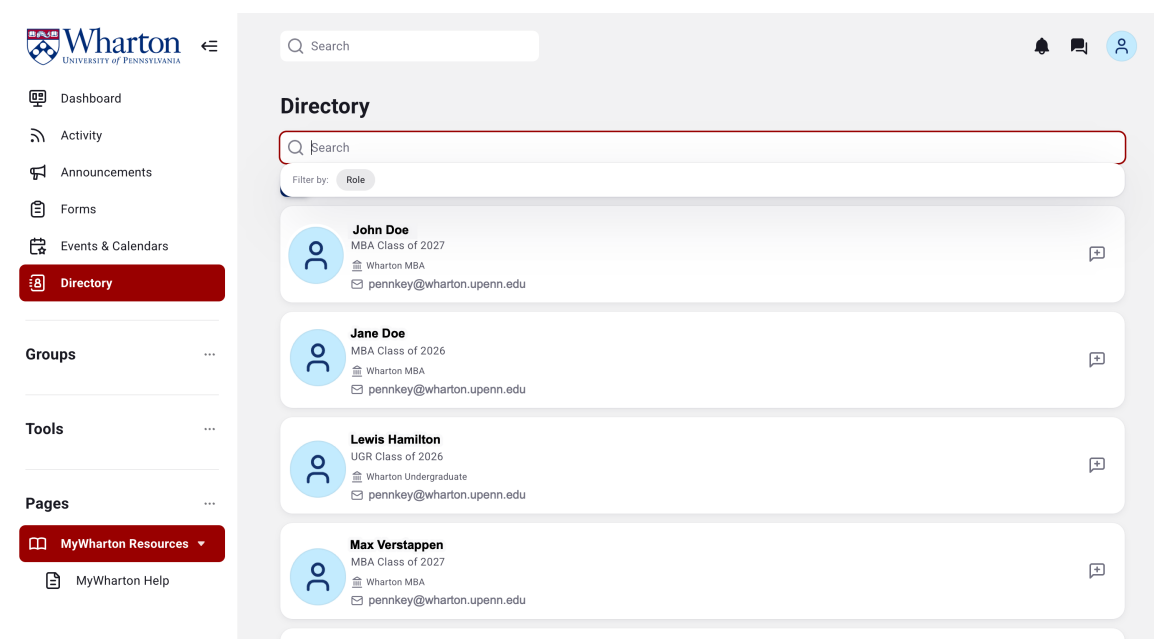 Wharton
UNIVERSITY of PENNSYLVANIA
Dashboard
Activity
Announcements
Forms
Events & Calendars
Directory
Groups
Tools
Pages
MyWharton Resources
MyWharton Help
Search
Directory
Search
Filter by: Role
John Doe
MBA Class of 2027
Wharton MBA
pennkey@wharton.upenn.edu
Jane Doe
MBA Class of 2026
Wharton MBA
pennkey@wharton.upenn.edu
Lewis Hamilton
UGR Class of 2026
Wharton Undergraduate
pennkey@wharton.upenn.edu
Max Verstappen
MBA Class of 2027
Wharton MBA
pennkey@wharton.upenn.edu